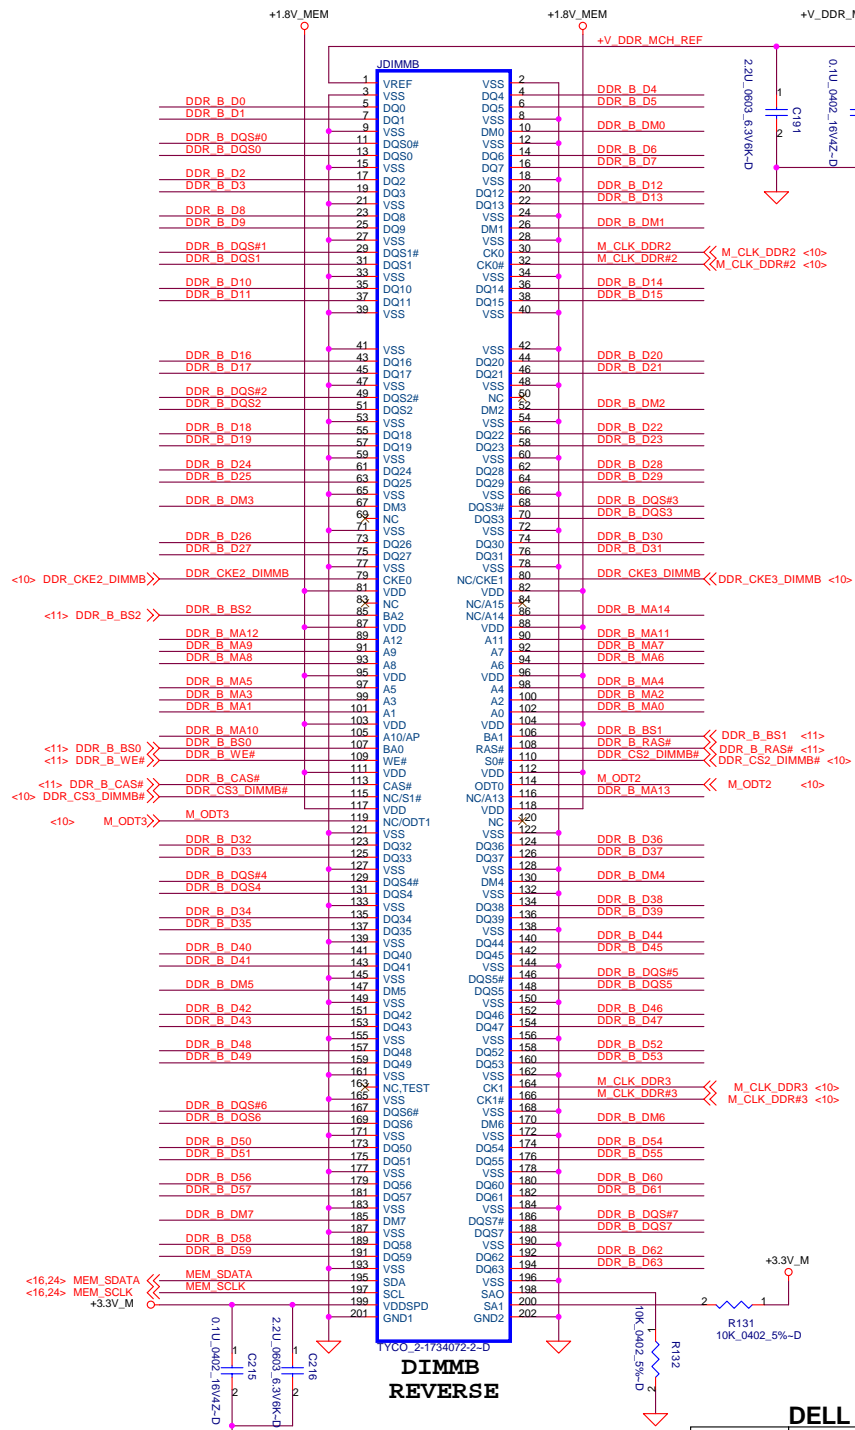 +1.8V_MEM +1.8V_MEM +V_DDR_M
+V_DDR_MCH_REF
JDIMMB
1 VREF VSS 2
3 VSS DQ4 4 DDR_B_D4
DDR_B_D0 5 DQ0 DQ5 6 DDR_B_D5
DDR_B_D1 7 DQ1 VSS 8
9 VSS DM0 10 DDR_B_DM0
DDR_B_DQS#0 11 DQS0# VSS 12
DDR_B_DQS0 13 DQS0 DQ6 14 DDR_B_D6
15 VSS DQ7 16 DDR_B_D7
DDR_B_D2 17 DQ2 VSS 18
DDR_B_D3 19 DQ3 DQ12 20 DDR_B_D12
21 VSS DQ13 22 DDR_B_D13
DDR_B_D8 23 DQ8 VSS 24
DDR_B_D9 25 DQ9 DM1 26 DDR_B_DM1
27 VSS VSS 28
DDR_B_DQS#1 29 DQS1# CK0 30 M_CLK_DDR2 M_CLK_DDR2 <10>
DDR_B_DQS1 31 DQS1 CK0# 32 M_CLK_DDR#2 M_CLK_DDR#2 <10>
33 VSS VSS 34
DDR_B_D10 35 DQ10 DQ14 36 DDR_B_D14
DDR_B_D11 37 DQ11 DQ15 38 DDR_B_D15
39 VSS VSS 40
41 VSS VSS 42
DDR_B_D16 43 DQ16 DQ20 44 DDR_B_D20
DDR_B_D17 45 DQ17 DQ21 46 DDR_B_D21
47 VSS VSS 48
DDR_B_DQS#2 49 DQS2# NC 50
DDR_B_DQS2 51 DQS2 DM2 52 DDR_B_DM2
53 VSS VSS 54
DDR_B_D18 55 DQ18 DQ22 56 DDR_B_D22
DDR_B_D19 57 DQ19 DQ23 58 DDR_B_D23
59 VSS VSS 60
DDR_B_D24 61 DQ24 DQ28 62 DDR_B_D28
DDR_B_D25 63 DQ25 DQ29 64 DDR_B_D29
65 VSS VSS 66
DDR_B_DM3 67 DM3 DQS3# 68 DDR_B_DQS#3
69 NC DQS3 70 DDR_B_DQS3
71 VSS VSS 72
DDR_B_D26 73 DQ26 DQ30 74 DDR_B_D30
DDR_B_D27 75 DQ27 DQ31 76 DDR_B_D31
77 VSS VSS 78
<10> DDR_CKE2_DIMMB DDR_CKE2_DIMMB 79 CKE0 NC/CKE1 80 DDR_CKE3_DIMMB DDR_CKE3_DIMMB <10>
81 VDD VDD 82
83 NC NC/A15 84
<11> DDR_B_BS2 DDR_B_BS2 85 BA2 NC/A14 86 DDR_B_MA14
87 VDD VDD 88
DDR_B_MA12 89 A12 A11 90 DDR_B_MA11
DDR_B_MA9 91 A9 A7 92 DDR_B_MA7
DDR_B_MA8 93 A8 A6 94 DDR_B_MA6
95 VDD VDD 96
DDR_B_MA5 97 A5 A4 98 DDR_B_MA4
DDR_B_MA3 99 A3 A2 100 DDR_B_MA2
DDR_B_MA1 101 A1 A0 102 DDR_B_MA0
103 VDD VDD 104
DDR_B_MA10 105 A10/AP BA1 106 DDR_B_BS1 DDR_B_BS1 <11>
<11> DDR_B_BS0 DDR_B_BS0 107 BA0 RAS# 108 DDR_B_RAS# DDR_B_RAS# <11>
<11> DDR_B_WE# DDR_B_WE# 109 WE# S0# 110 DDR_CS2_DIMMB# DDR_CS2_DIMMB# <10>
111 VDD VDD 112
<11> DDR_B_CAS# DDR_B_CAS# 113 CAS# ODT0 114 M_ODT2 M_ODT2 <10>
<10> DDR_CS3_DIMMB# DDR_CS3_DIMMB# 115 NC/S1# NC/A13 116 DDR_B_MA13
117 VDD VDD 118
<10> M_ODT3 M_ODT3 119 NC/ODT1 NC 120
121 VSS VSS 122
DDR_B_D32 123 DQ32 DQ36 124 DDR_B_D36
DDR_B_D33 125 DQ33 DQ37 126 DDR_B_D37
127 VSS VSS 128
DDR_B_DQS#4 129 DQS4# DM4 130 DDR_B_DM4
DDR_B_DQS4 131 DQS4 VSS 132
133 VSS DQ38 134 DDR_B_D38
DDR_B_D34 135 DQ34 DQ39 136 DDR_B_D39
DDR_B_D35 137 DQ35 VSS 138
139 VSS DQ44 140 DDR_B_D44
DDR_B_D40 141 DQ40 DQ45 142 DDR_B_D45
DDR_B_D41 143 DQ41 VSS 144
145 VSS DQS5# 146 DDR_B_DQS#5
DDR_B_DM5 147 DM5 DQS5 148 DDR_B_DQS5
149 VSS VSS 150
DDR_B_D42 151 DQ42 DQ46 152 DDR_B_D46
DDR_B_D43 153 DQ43 DQ47 154 DDR_B_D47
155 VSS VSS 156
DDR_B_D48 157 DQ48 DQ52 158 DDR_B_D52
DDR_B_D49 159 DQ49 DQ53 160 DDR_B_D53
161 VSS VSS 162
163 NC,TEST CK1 164 M_CLK_DDR3 M_CLK_DDR3 <10>
165 VSS CK1# 166 M_CLK_DDR#3 M_CLK_DDR#3 <10>
DDR_B_DQS#6 167 DQS6# VSS 168
DDR_B_DQS6 169 DQS6 DM6 170 DDR_B_DM6
171 VSS VSS 172
DDR_B_D50 173 DQ50 DQ54 174 DDR_B_D54
DDR_B_D51 175 DQ51 DQ55 176 DDR_B_D55
177 VSS VSS 178
DDR_B_D56 179 DQ56 DQ60 180 DDR_B_D60
DDR_B_D57 181 DQ57 DQ61 182 DDR_B_D61
183 VSS VSS 184
DDR_B_DM7 185 DM7 DQS7# 186 DDR_B_DQS#7
187 VSS DQS7 188 DDR_B_DQS7
DDR_B_D58 189 DQ58 VSS 190
DDR_B_D59 191 DQ59 DQ62 192 DDR_B_D62
193 VSS DQ63 194 DDR_B_D63
<16,24> MEM_SDATA MEM_SDATA 195 SDA VSS 196
<16,24> MEM_SCLK MEM_SCLK 197 SCL SAO 198
+3.3V_M 199 VDDSPD SA1 200
201 GND1 GND2 202
TYCO_2-1734072-2~D
DIMMB
REVERSE
2.2U_0603_6.3V6K~D
1 2 C191
0.1U_0402_16V4Z~D
0.1U_0402_16V4Z~D
1 2 C215
2.2U_0603_6.3V6K~D
1 2 C216
+3.3V_M
2 1
R131
10K_0402_5%~D
10K_0402_5%~D
1 2 R132
DELL